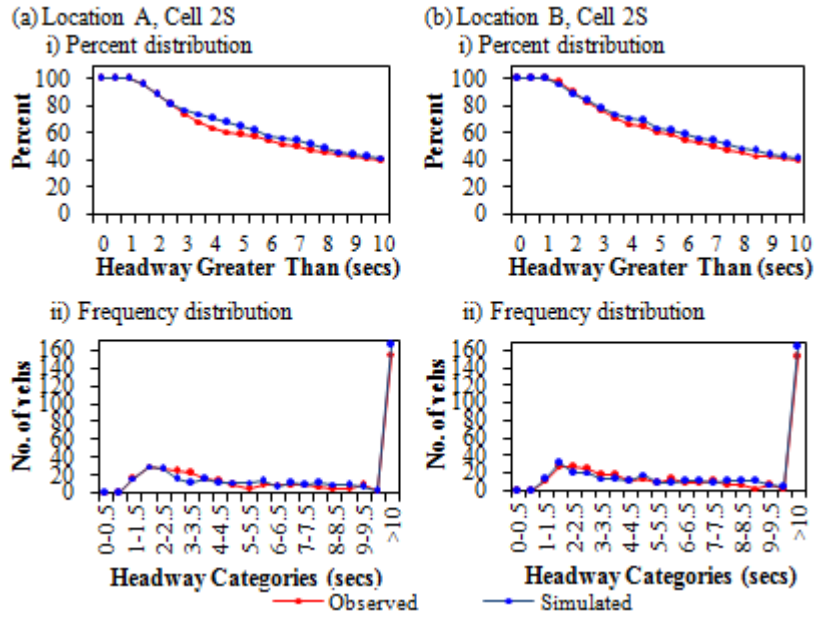 (a) Location A, Cell 2S
i) Percent distribution
Percent
100
80
60
40
20
0
0 1 2 3 4 5 6 7 8 9 10
Headway Greater Than (secs)
(b) Location B, Cell 2S
i) Percent distribution
Percent
100
80
60
40
20
0
0 1 2 3 4 5 6 7 8 9 10
Headway Greater Than (secs)
ii) Frequency distribution
No. of vehs
160
140
120
100
80
60
40
20
0
0-0.5 1-1.5 2-2.5 3-3.5 4-4.5 5-5.5 6-6.5 7-7.5 8-8.5 9-9.5 >10
Headway Categories (secs)
ii) Frequency distribution
No. of vehs
160
140
120
100
80
60
40
20
0
0-0.5 1-1.5 2-2.5 3-3.5 4-4.5 5-5.5 6-6.5 7-7.5 8-8.5 9-9.5 >10
Headway Categories (secs)
Observed Simulated